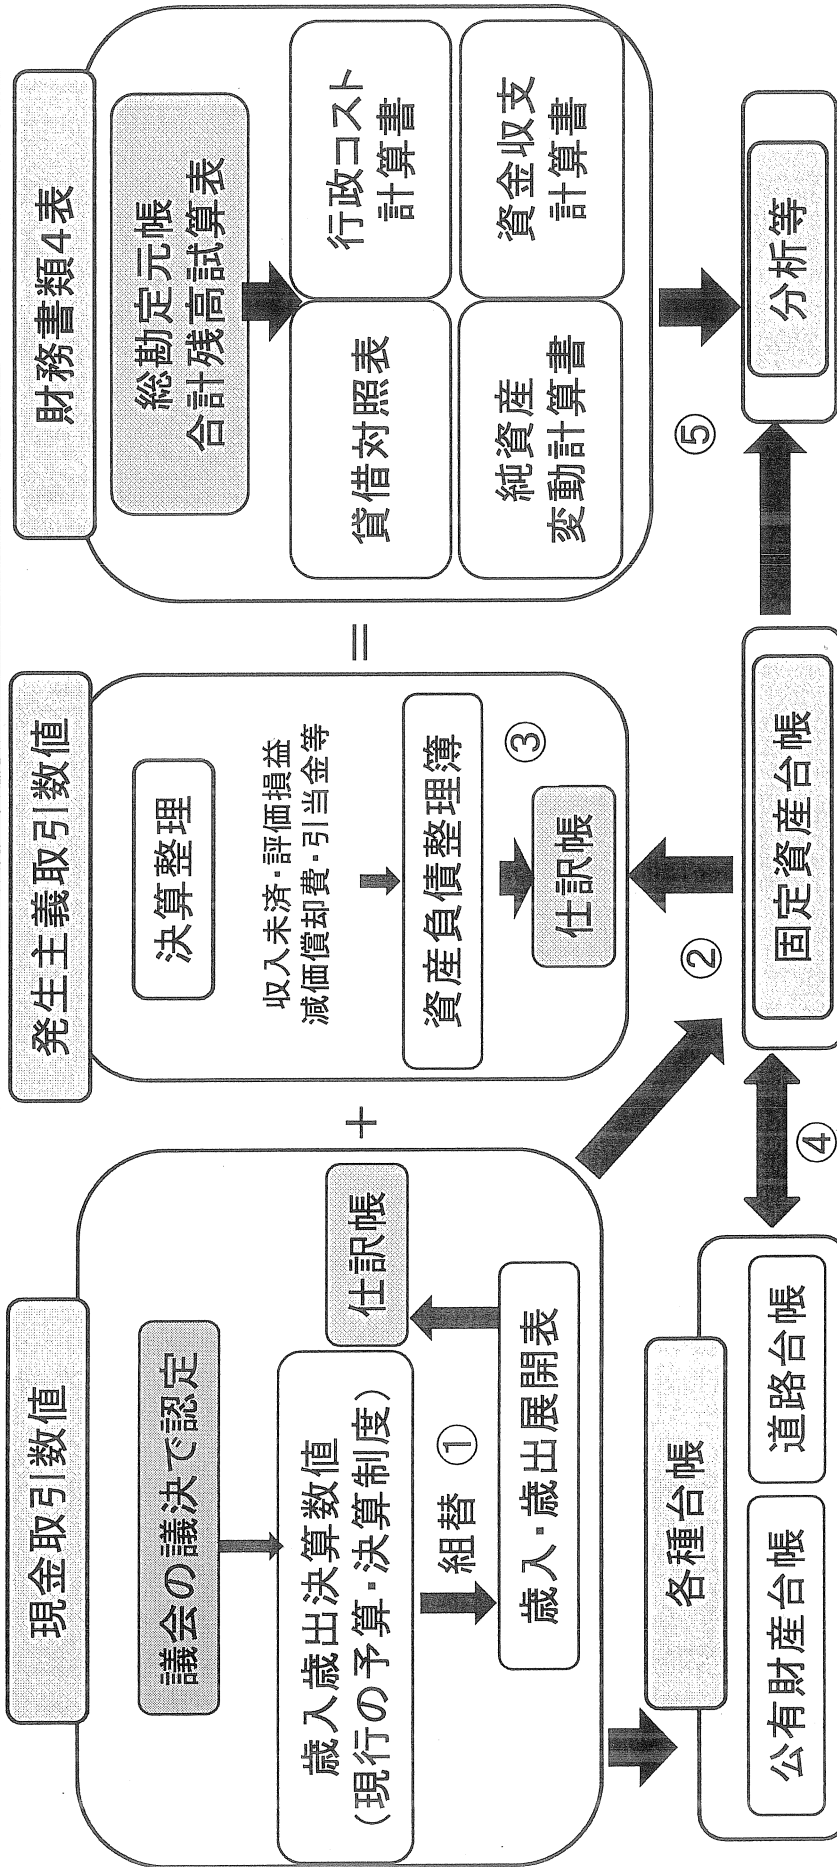 現金取引数値
議会の議決で認定
歳入歳出決算数値
(現行の予算・決算制度)
組替
①
歳入・歳出展開表
仕訳帳
各種台帳
公有財産台帳
道路台帳
＋
発生主義取引数値
決算整理
収入未済・評価損益
減価償却費・引当金等
資産負債整理簿
③
仕訳帳
②
④
固定資産台帳
＝
財務書類4表
総勘定元帳
合計残高試算表
貸借対照表
行政コスト
計算書
純資産
変動計算書
資金収支
計算書
⑤
分析等